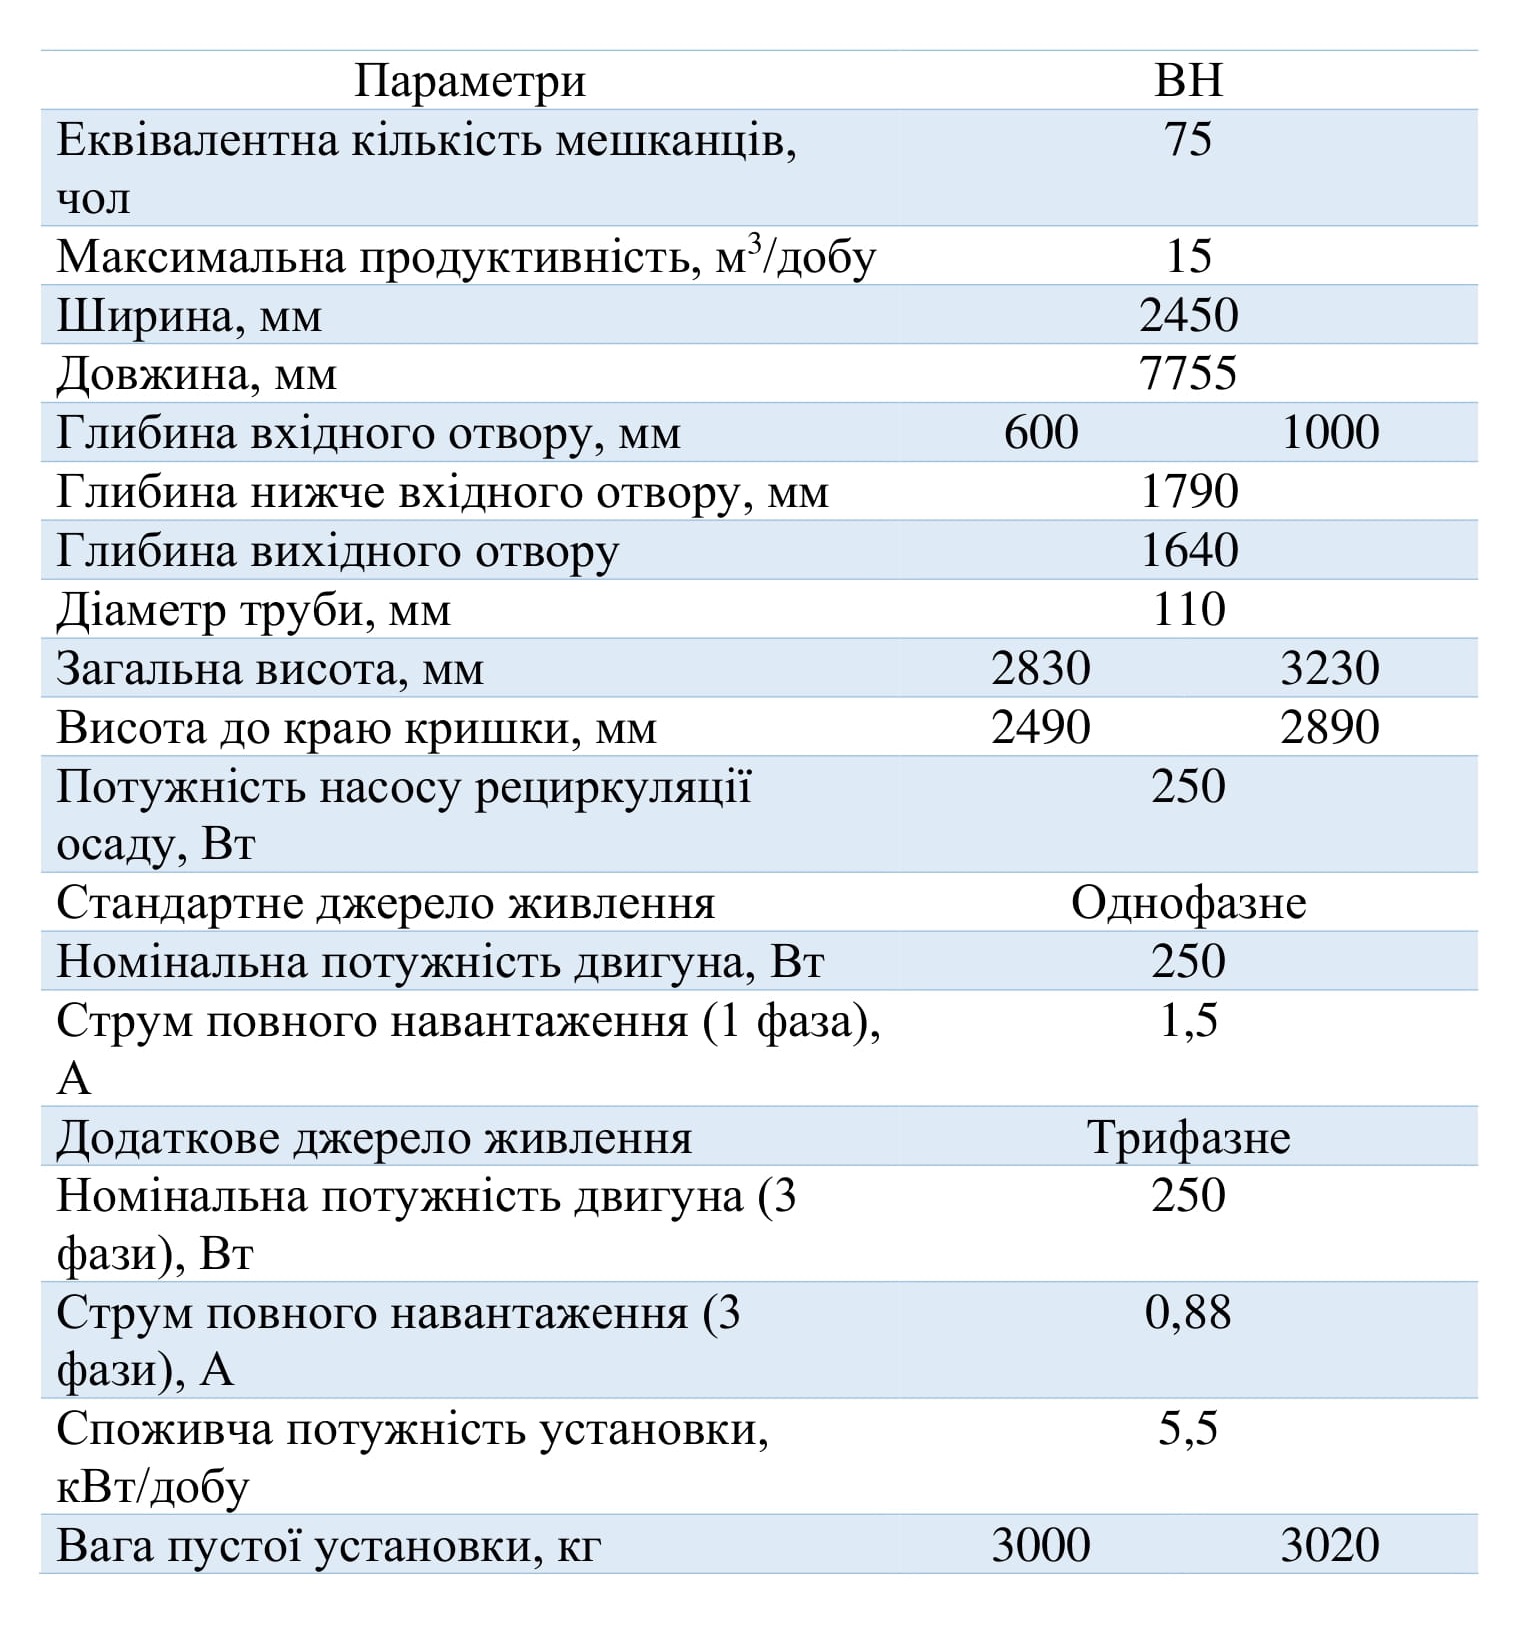 Параметри ВН
Еквівалентна кількість мешканців, 75
чол
Максимальна продуктивність, м³/добу 15
Ширина, мм 2450
Довжина, мм 7755
Глибина вхідного отвору, мм 600 1000
Глибина нижче вхідного отвору, мм 1790
Глибина вихідного отвору 1640
Діаметр труби, мм 110
Загальна висота, мм 2830 3230
Висота до краю кришки, мм 2490 2890
Потужність насосу рециркуляції 250
осаду, Вт
Стандартне джерело живлення Однофазне
Номінальна потужність двигуна, Вт 250
Струм повного навантаження (1 фаза), 1,5
А
Додаткове джерело живлення Трифазне
Номінальна потужність двигуна (3 250
фази), Вт
Струм повного навантаження (3 0,88
фази), А
Споживча потужність установки, 5,5
кВт/добу
Вага пустої установки, кг 3000 3020